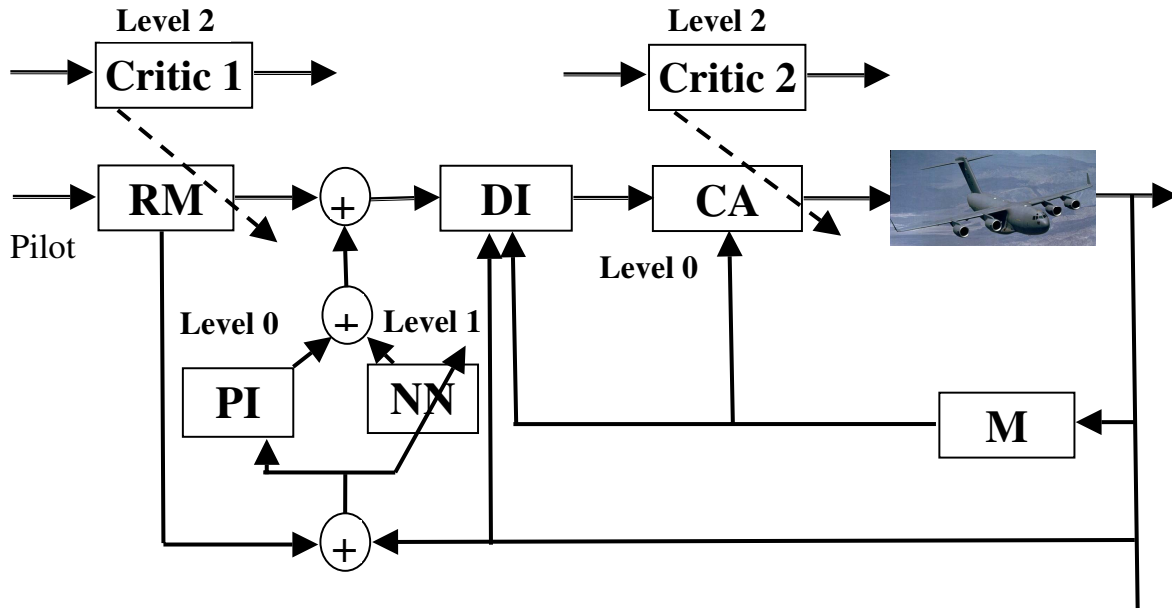 Level 2
Level 2
Critic 1
Critic 2
RM
+
DI
CA
Pilot
Level 0
Level 0
+
Level 1
PI
NN
M
+